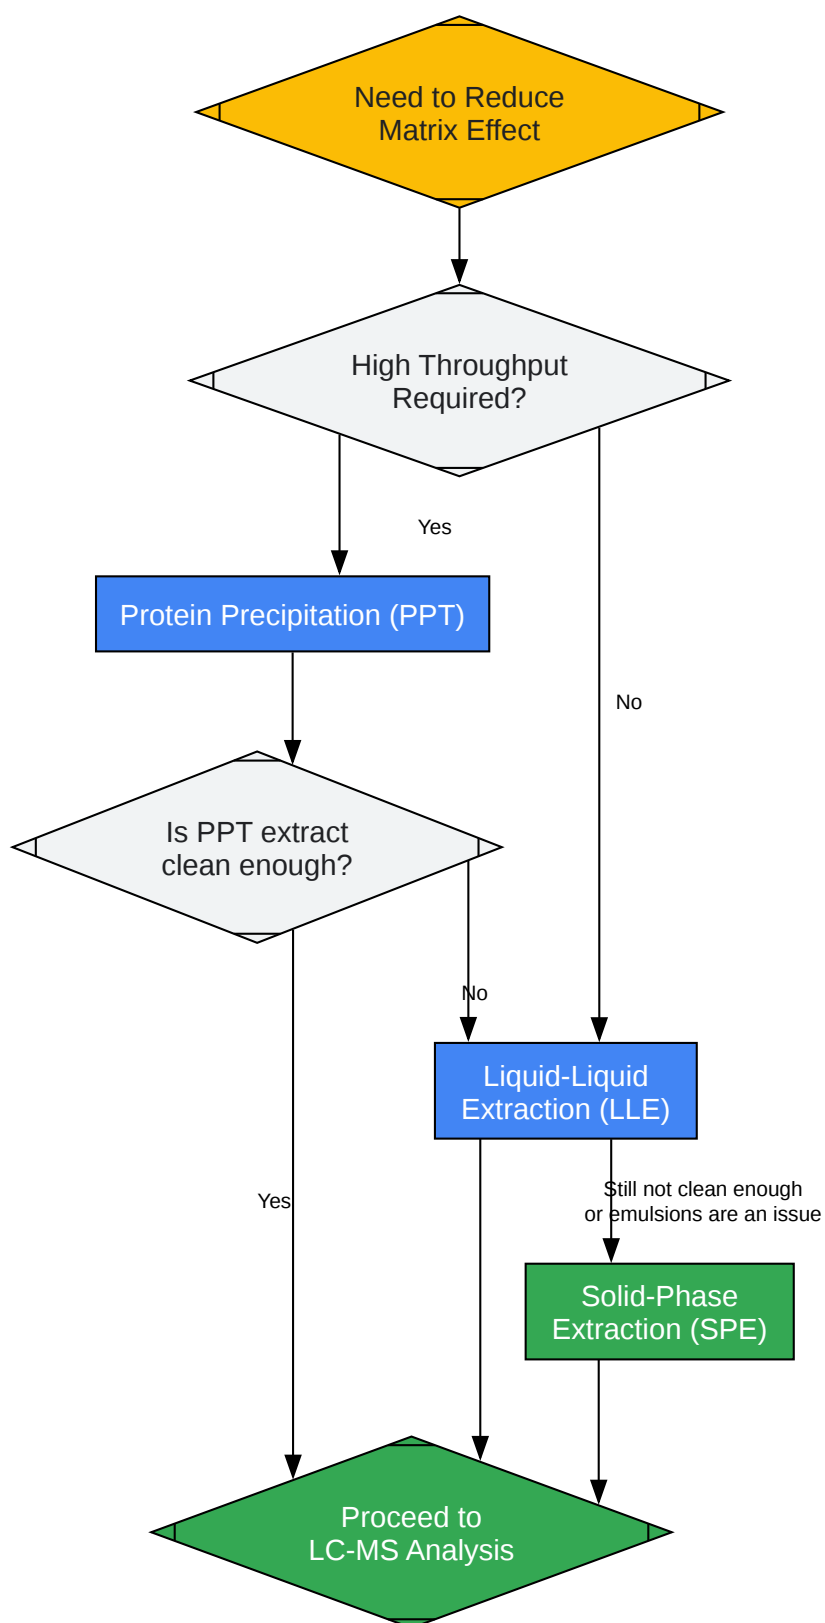 Need to Reduce
Matrix Effect
High Throughput
Required?
Yes
Protein Precipitation (PPT)
No
Is PPT extract
clean enough?
No
Liquid-Liquid
Extraction (LLE)
Yes
Still not clean enough
or emulsions are an issue
Solid-Phase
Extraction (SPE)
Proceed to
LC-MS Analysis